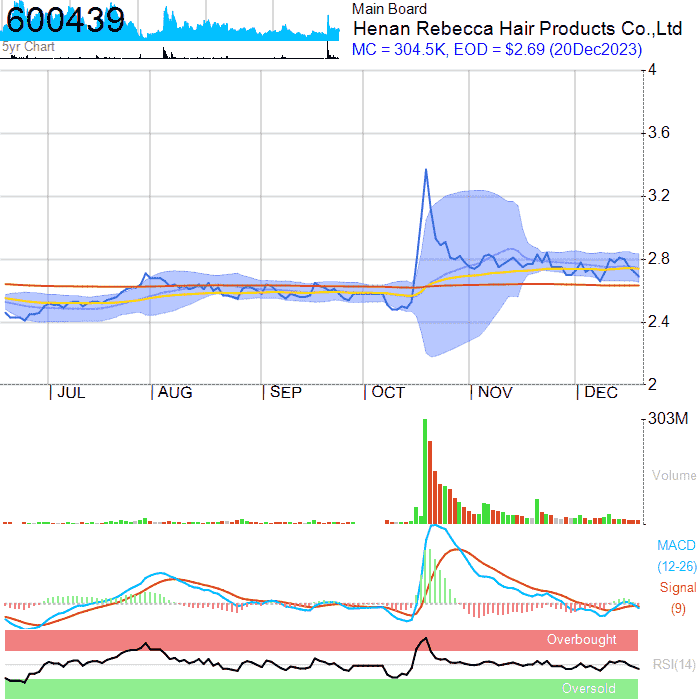 600439
5yr Chart
Main Board
Henan Rebecca Hair Products Co.,Ltd
MC = 304.5K, EOD = $2.69 (20Dec2023)
4
3.6
3.2
2.8
2.4
2
JUL AUG SEP OCT NOV DEC
303M
Volume
MACD
(12-26)
Signal
(9)
Overbought
RSI(14)
Oversold